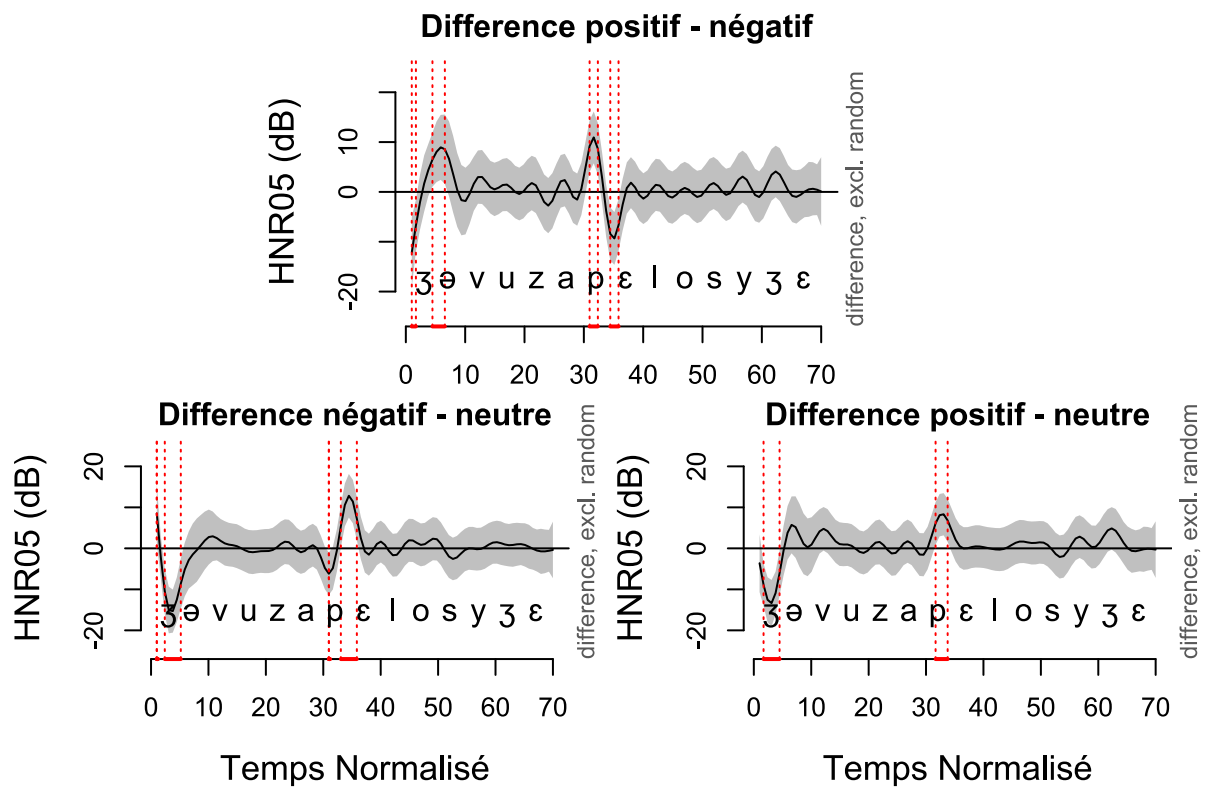 Difference positif - négatif
HNR05 (dB)
10
0
-20
ʒ ə v u z a p ɛ l o s y ʒ ɛ
0 10 20 30 40 50 60 70
difference, excl. random
Difference négatif - neutre
HNR05 (dB)
20
0
-20
ʒ ə v u z a p ɛ l o s y ʒ ɛ
0 10 20 30 40 50 60 70
difference, excl. random
Temps Normalisé
Difference positif - neutre
HNR05 (dB)
20
0
-20
ʒ ə v u z a p ɛ l o s y ʒ ɛ
0 10 20 30 40 50 60 70
difference, excl. random
Temps Normalisé